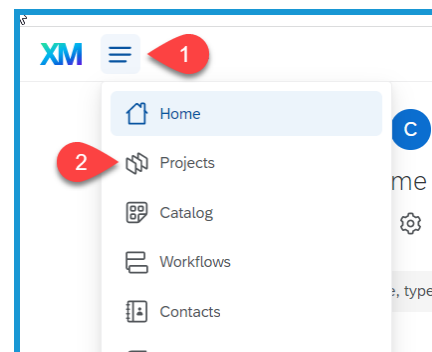 XM
1
Home
C
2
Projects
me
Catalog
Workflows
e, type
Contacts